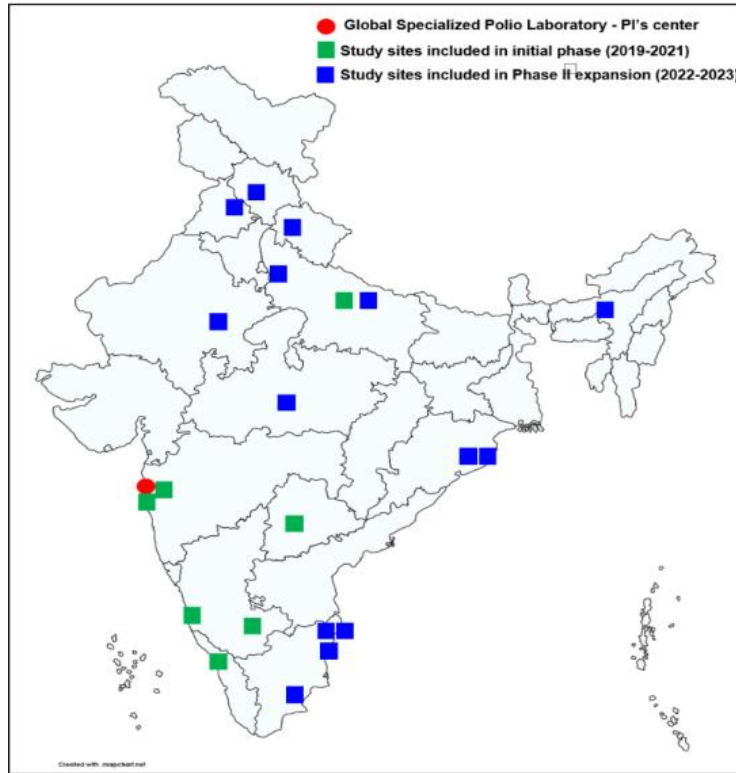 Global Specialized Polio Laboratory - PI's center
Study sites included in initial phase (2019-2021)
Study sites included in Phase II expansion (2022-2023)
Created with mapchart.net